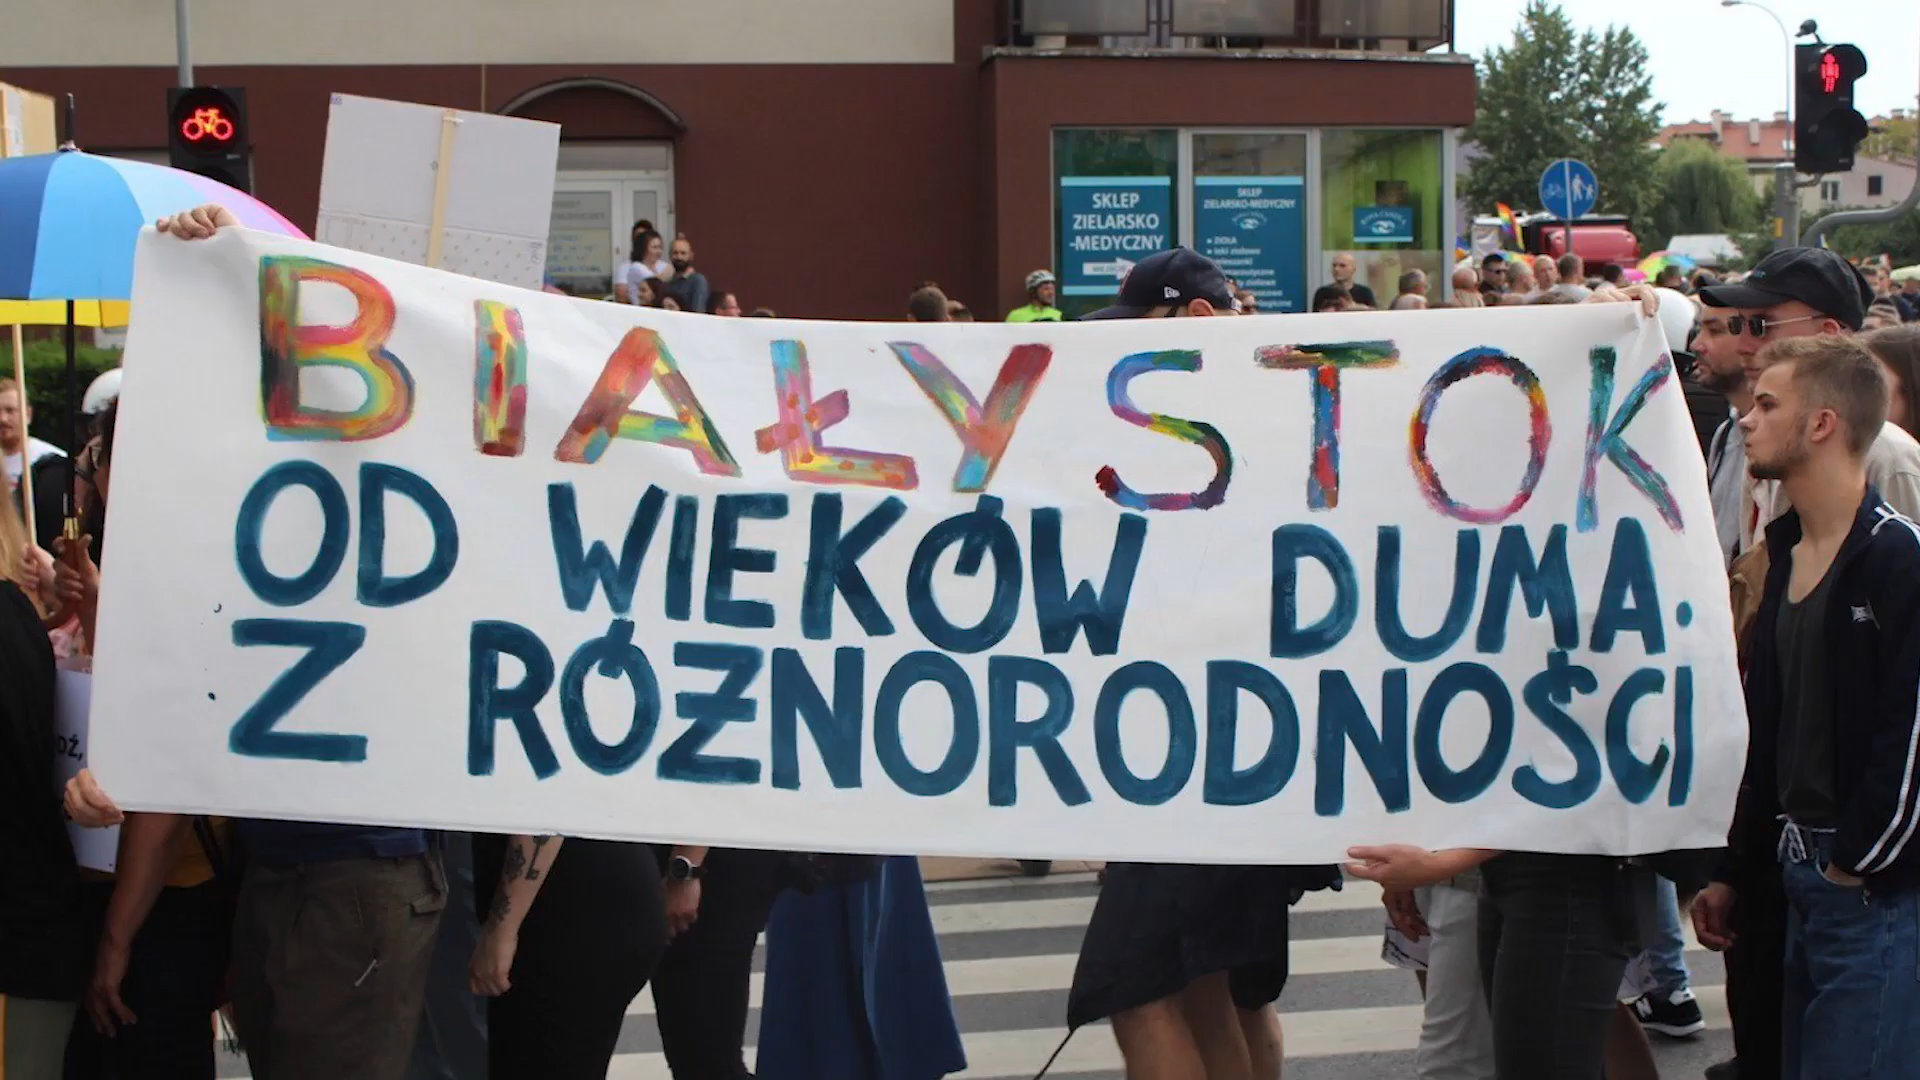 SKLEP
ZIELARSKO
-MEDYCZNY
SKLEP
ZIELARSKO-MEDYCZNY
ZIOŁA
BIAŁYSTOK
OD WIEKÓW DUMA.
Z RÓŻNORODNOŚCI